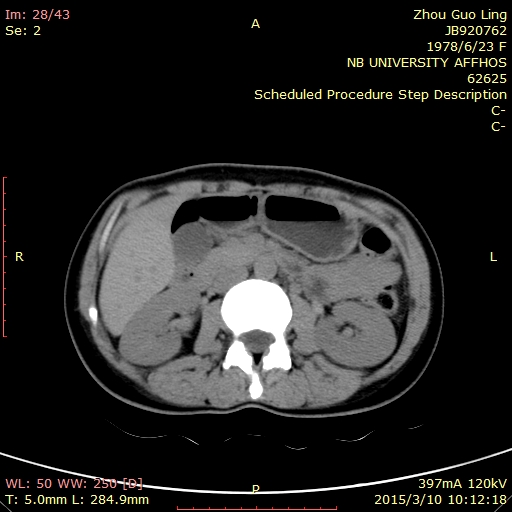 Im: 28/43
Se: 2
A
Zhou Guo Ling
JB920762
1978/6/23 F
NB UNIVERSITY AFFHOS
62625
Scheduled Procedure Step Description
C-
C-
R
L
WL: 50 WW: 250 [D]
T: 5.0mm L: 284.9mm
P
397mA 120kV
2015/3/10 10:12:18